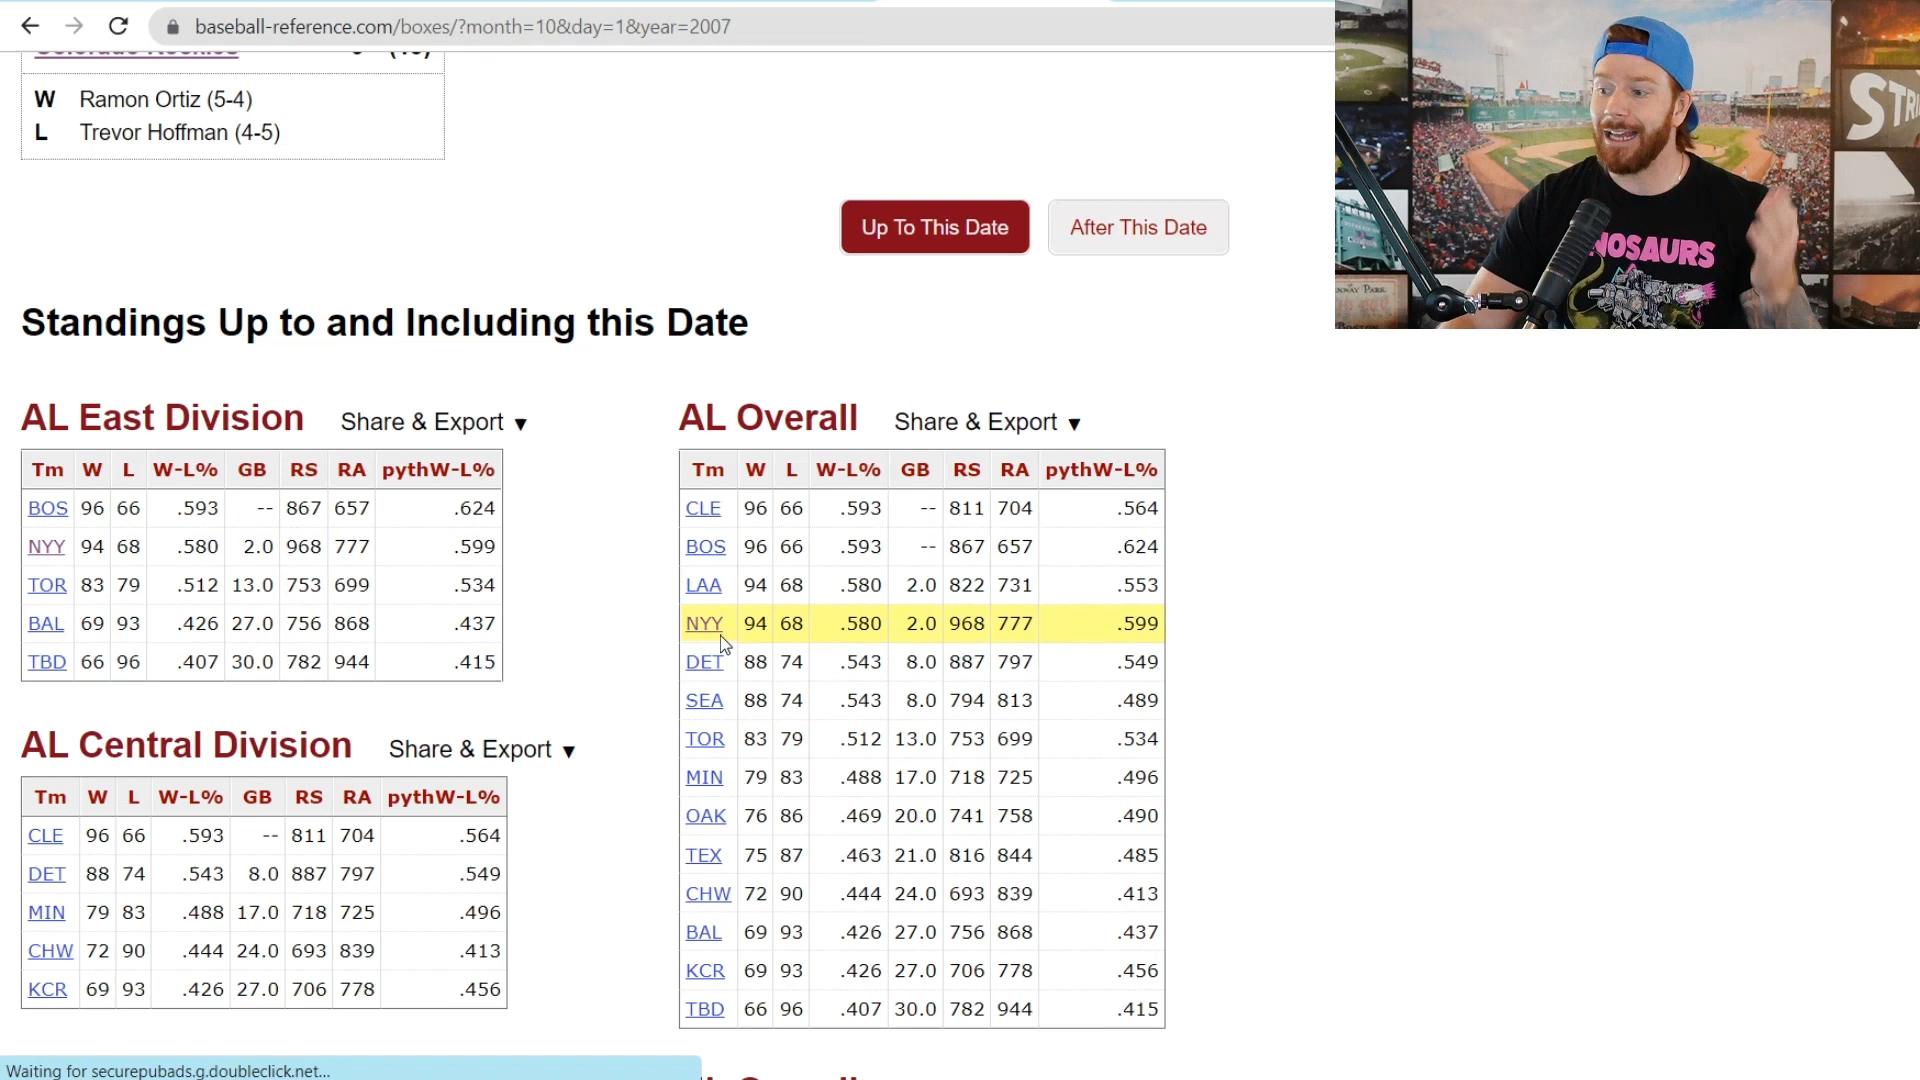 baseball-reference.com/boxes/?month=10&day=1&year=2007
W Ramon Ortiz (5-4)
L Trevor Hoffman (4-5)
Up To This Date After This Date
Standings Up to and Including this Date
AL East Division Share & Export ▼
Tm W L W-L% GB RS RA pythW-L%
BOS 96 66 .593 -- 867 657 .624
NYY 94 68 .580 2.0 968 777 .599
TOR 83 79 .512 13.0 753 699 .534
BAL 69 93 .426 27.0 756 868 .437
TBD 66 96 .407 30.0 782 944 .415
AL Central Division Share & Export ▼
Tm W L W-L% GB RS RA pythW-L%
CLE 96 66 .593 -- 811 704 .564
DET 88 74 .543 8.0 887 797 .549
MIN 79 83 .488 17.0 718 725 .496
CHW 72 90 .444 24.0 693 839 .413
KCR 69 93 .426 27.0 706 778 .456
AL Overall Share & Export ▼
Tm W L W-L% GB RS RA pythW-L%
CLE 96 66 .593 -- 811 704 .564
BOS 96 66 .593 -- 867 657 .624
LAA 94 68 .580 2.0 822 731 .553
NYY 94 68 .580 2.0 968 777 .599
DET 88 74 .543 8.0 887 797 .549
SEA 88 74 .543 8.0 794 813 .489
TOR 83 79 .512 13.0 753 699 .534
MIN 79 83 .488 17.0 718 725 .496
OAK 76 86 .469 20.0 741 758 .490
TEX 75 87 .463 21.0 816 844 .485
CHW 72 90 .444 24.0 693 839 .413
BAL 69 93 .426 27.0 756 868 .437
KCR 69 93 .426 27.0 706 778 .456
TBD 66 96 .407 30.0 782 944 .415
Waiting for securepubads.g.doubleclick.net...
NOSAURS
STR